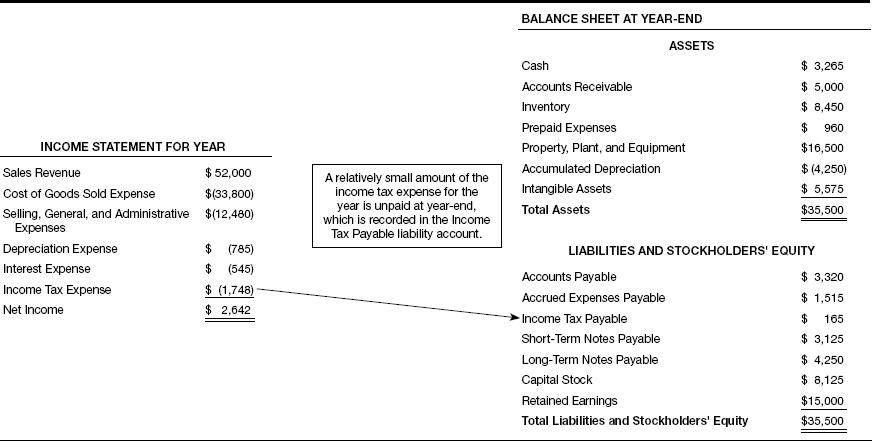 BALANCE SHEET AT YEAR-END
ASSETS
Cash $ 3,265
Accounts Receivable $ 5,000
Inventory $ 8,450
Prepaid Expenses $ 960
Property, Plant, and Equipment $16,500
Accumulated Depreciation $ (4,250)
Intangible Assets $ 5,575
Total Assets $35,500
INCOME STATEMENT FOR YEAR
Sales Revenue $ 52,000
Cost of Goods Sold Expense $(33,800)
Selling, General, and Administrative $(12,480)
Expenses
Depreciation Expense $ (785)
Interest Expense $ (545)
Income Tax Expense $ (1,748)
Net Income $ 2,642
A relatively small amount of the
income tax expense for the
year is unpaid at year-end,
which is recorded in the Income
Tax Payable liability account.
LIABILITIES AND STOCKHOLDERS' EQUITY
Accounts Payable $ 3,320
Accrued Expenses Payable $ 1,515
Income Tax Payable $ 165
Short-Term Notes Payable $ 3,125
Long-Term Notes Payable $ 4,250
Capital Stock $ 8,125
Retained Earnings $15,000
Total Liabilities and Stockholders' Equity $35,500